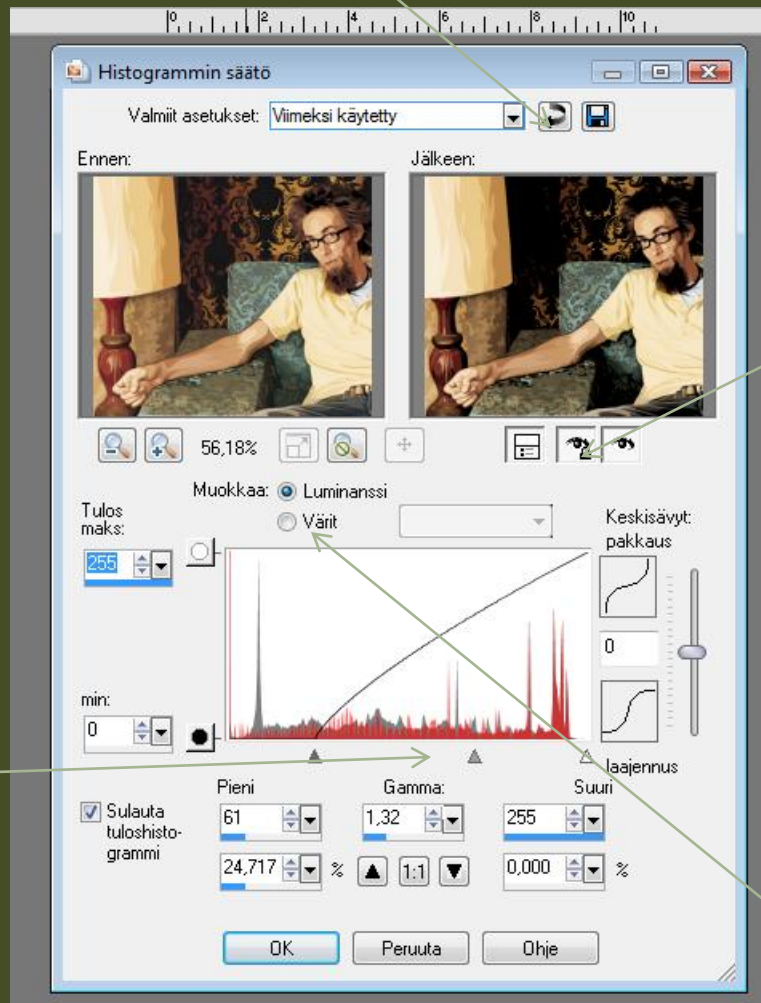 0 2 4 6 8 10
Histogrammin säätö
Valmiit asetukset: Viimeksi käytetty
Ennen: Jälkeen:
56,18%
Muokkaa: Luminanssi
Värit
Tulos
maks:
255
Keskisävyt:
pakkaus
0
min:
0
laajennus
Pieni Gamma: Suuri
Sulauta
tuloshisto-
grammi
61 1,32 255
24,717 % 1:1 0,000 %
OK Peruuta Ohje